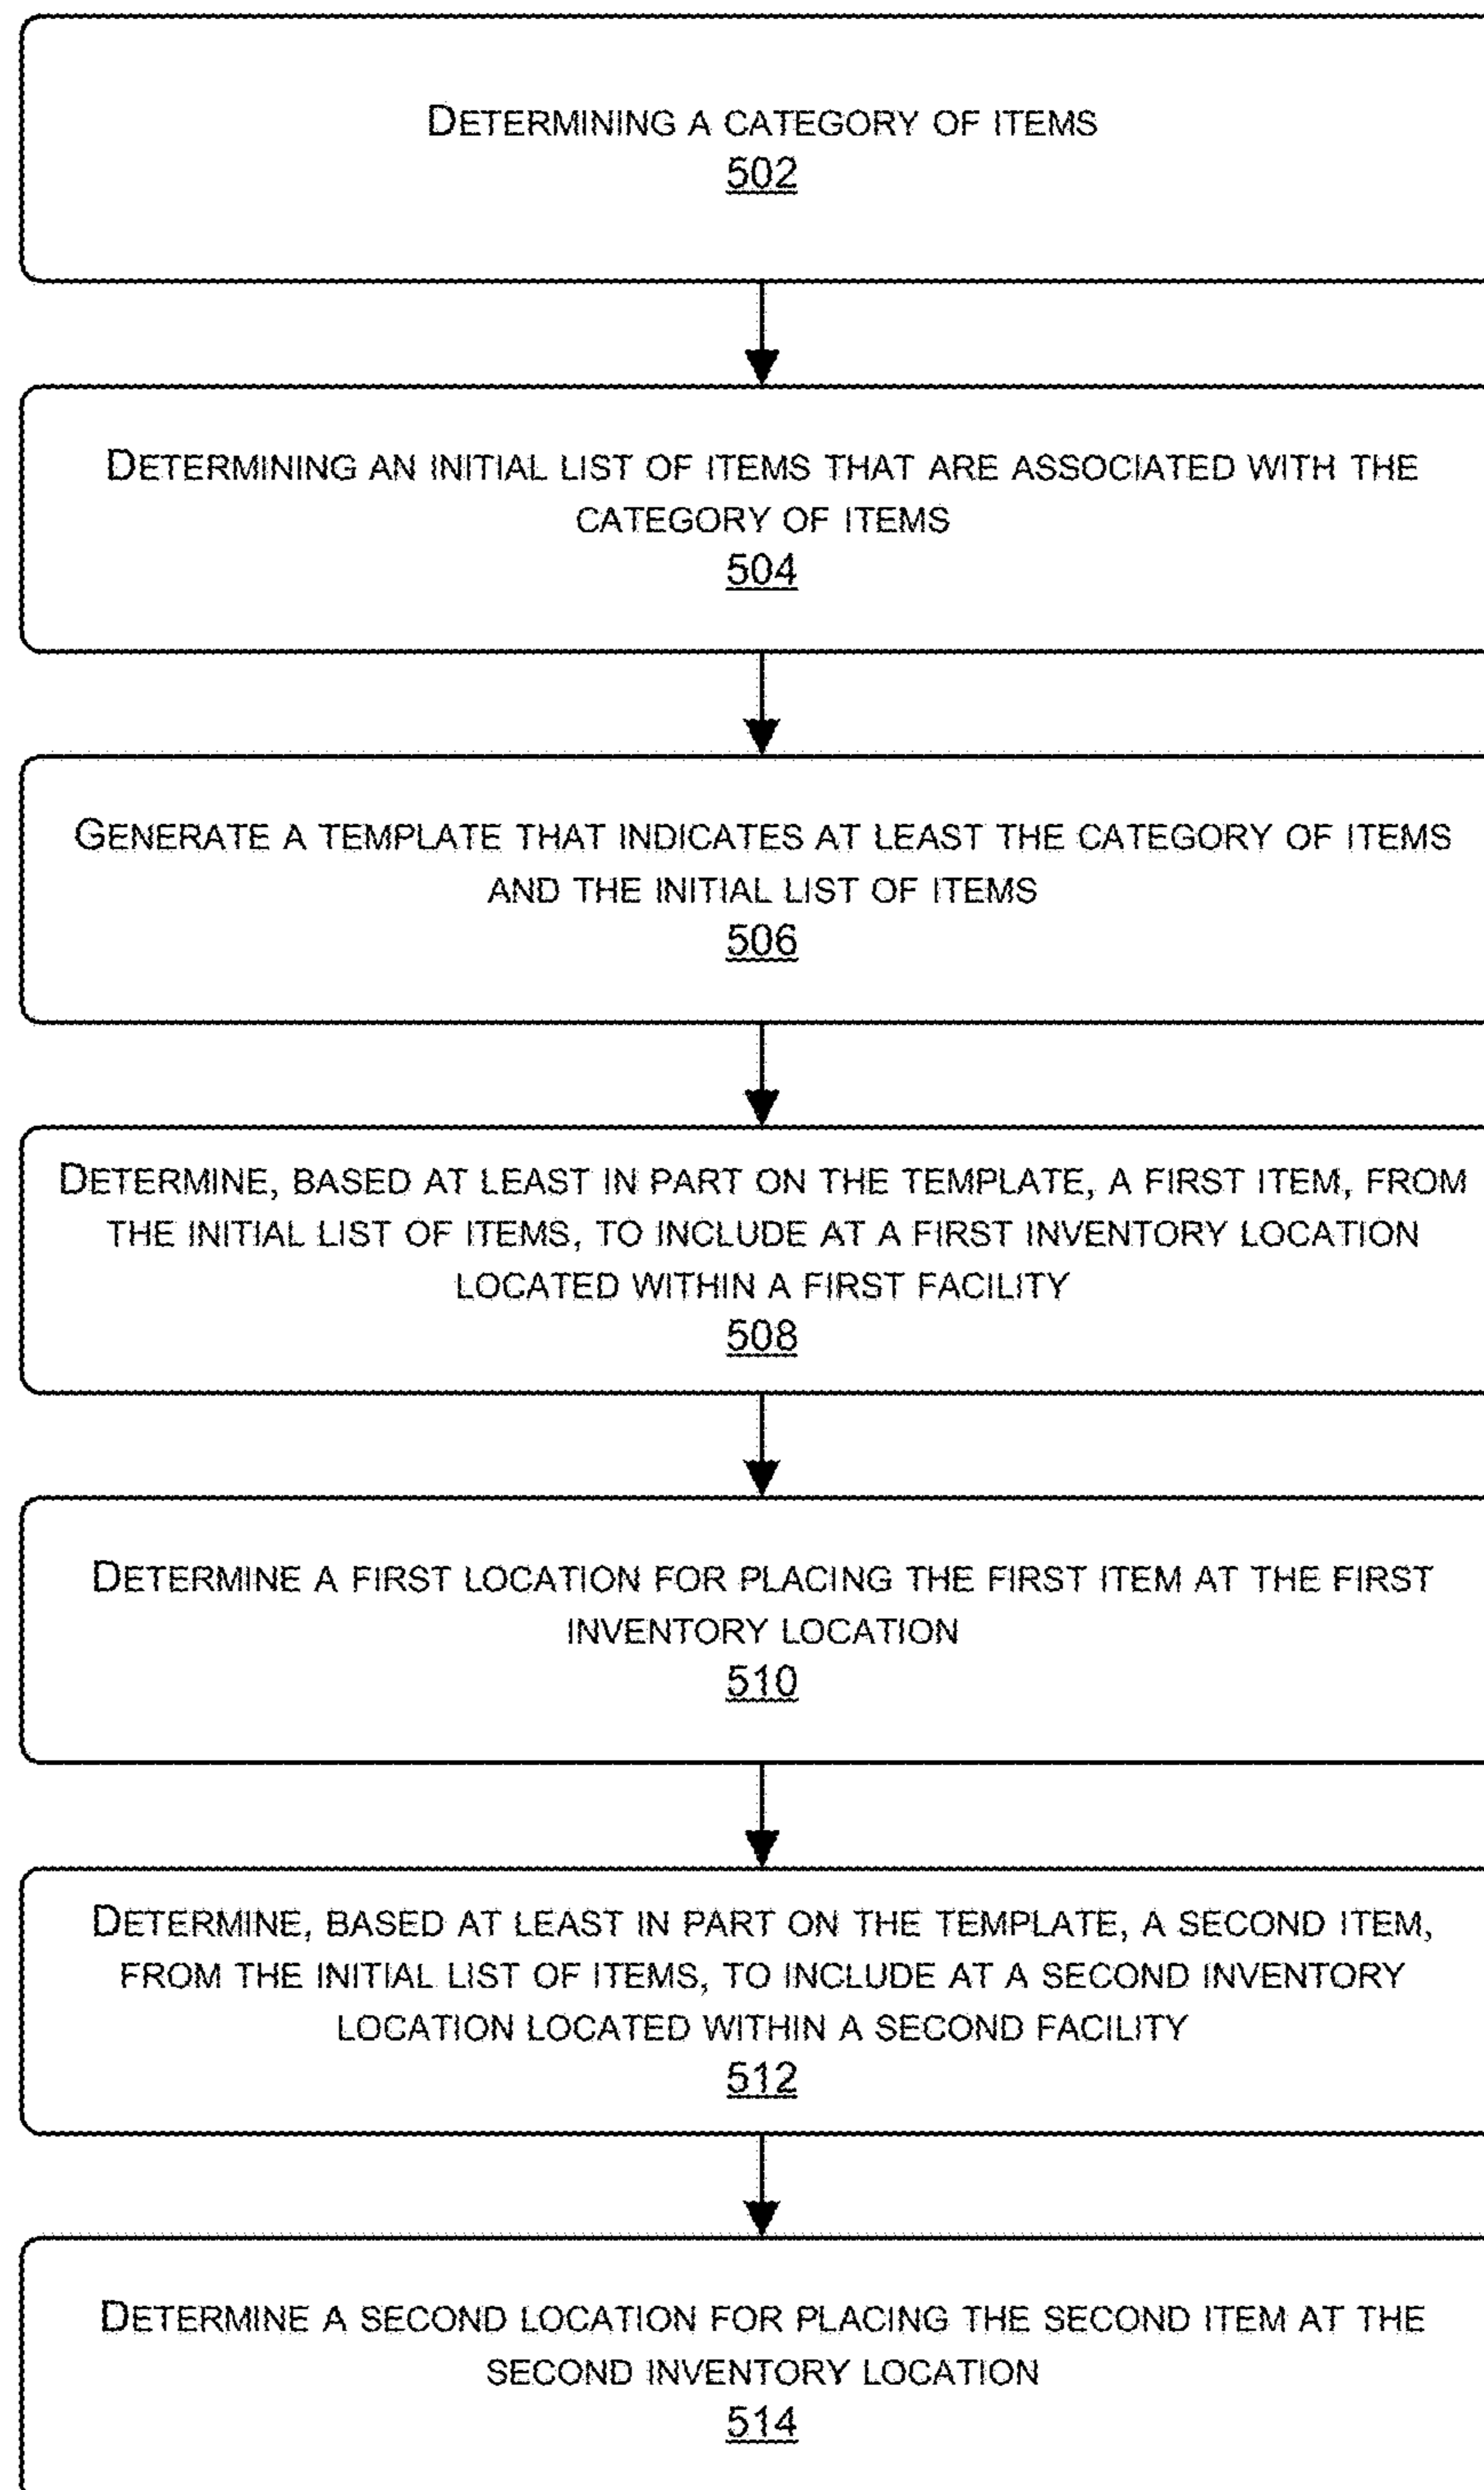 DETERMINING A CATEGORY OF ITEMS
502
DETERMINING AN INITIAL LIST OF ITEMS THAT ARE ASSOCIATED WITH THE
CATEGORY OF ITEMS
504
GENERATE A TEMPLATE THAT INDICATES AT LEAST THE CATEGORY OF ITEMS
AND THE INITIAL LIST OF ITEMS
506
DETERMINE, BASED AT LEAST IN PART ON THE TEMPLATE, A FIRST ITEM, FROM
THE INITIAL LIST OF ITEMS, TO INCLUDE AT A FIRST INVENTORY LOCATION
LOCATED WITHIN A FIRST FACILITY
508
DETERMINE A FIRST LOCATION FOR PLACING THE FIRST ITEM AT THE FIRST
INVENTORY LOCATION
510
DETERMINE, BASED AT LEAST IN PART ON THE TEMPLATE, A SECOND ITEM,
FROM THE INITIAL LIST OF ITEMS, TO INCLUDE AT A SECOND INVENTORY
LOCATION LOCATED WITHIN A SECOND FACILITY
512
DETERMINE A SECOND LOCATION FOR PLACING THE SECOND ITEM AT THE
SECOND INVENTORY LOCATION
514